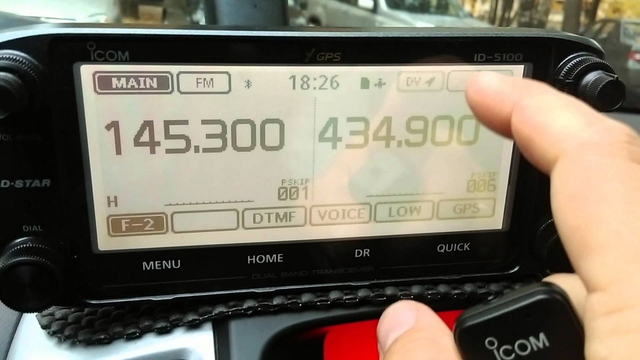 iCOM GPS ID-5100
MAIN FM 18:26 DV
145.300 434.900
D-STAR
H PSKIP 001 PSKIP 006
F-2 DTMF VOICE LOW GPS
DIAL
MENU HOME DR QUICK
DUAL BAND TRANSCEIVER
iCOM